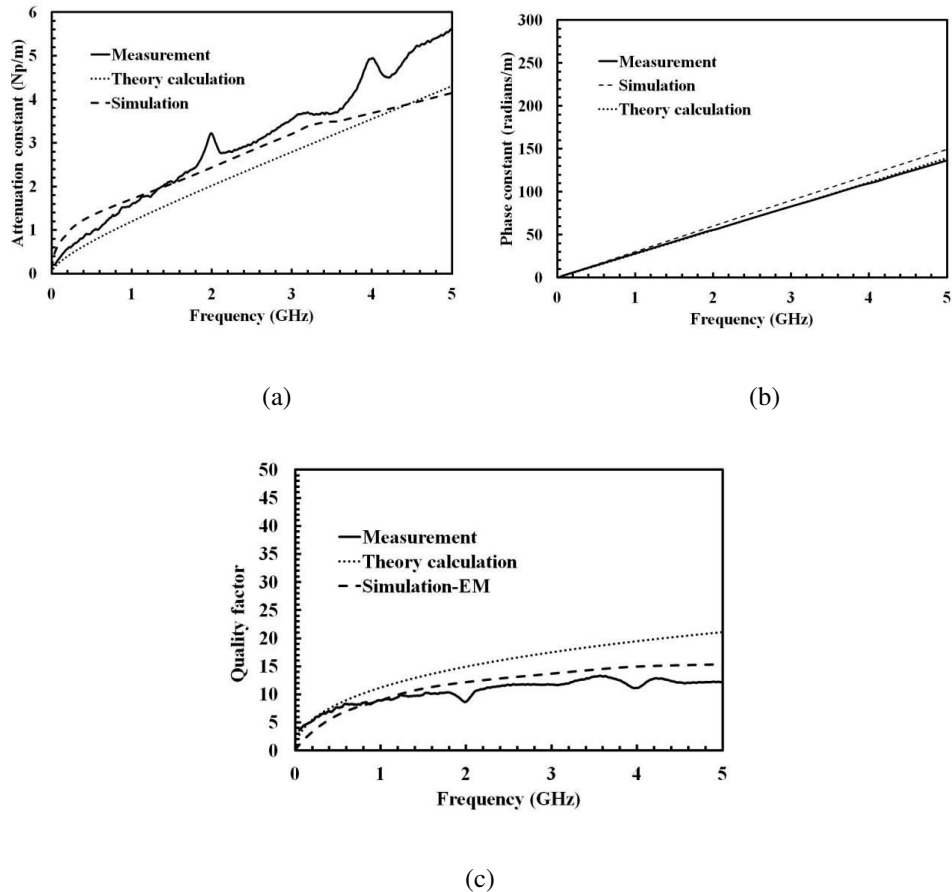 6
5
4
3
2
1
0
Attenuation constant (Np/m)
Measurement
Theory calculation
Simulation
0 1 2 3 4 5
Frequency (GHz)
(a)
300
250
200
150
100
50
0
Phase constant (radians/m)
Measurement
Simulation
Theory calculation
0 1 2 3 4 5
Frequency (GHz)
(b)
50
45
40
35
30
25
20
15
10
5
0
Quality factor
Measurement
Theory calculation
Simulation-EM
0 1 2 3 4 5
Frequency (GHz)
(c)